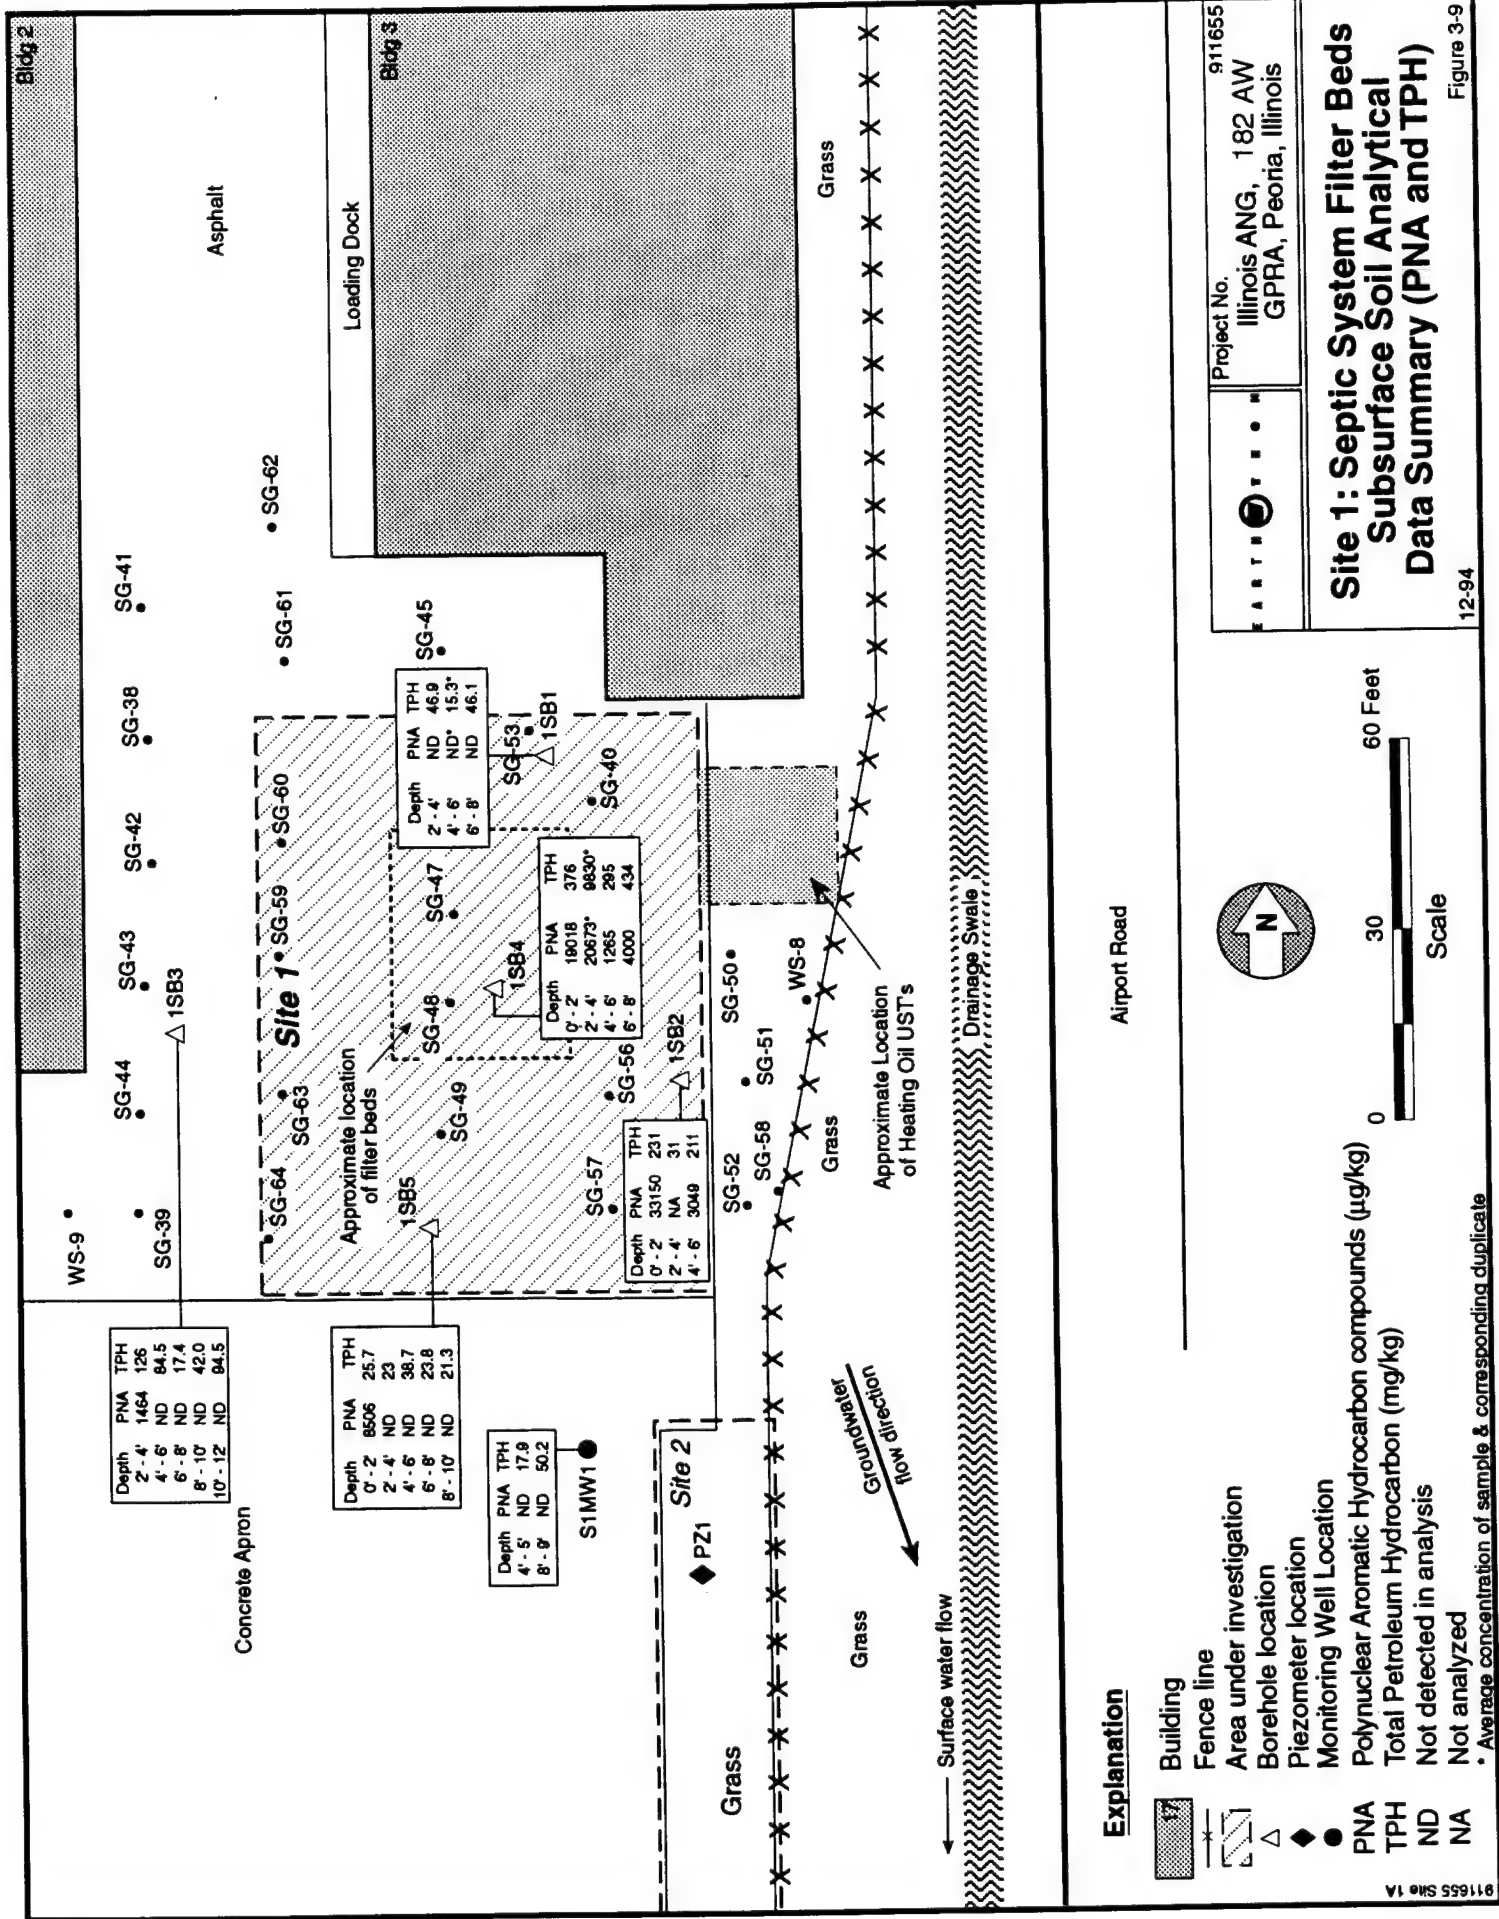 Bldg 2
Asphalt
Loading Dock
Bldg 3
Grass
WS-9
SG-39
SG-44
SG-43
SG-42
SG-38
SG-41
1SB3
SG-61
SG-62
SG-64
SG-63
Site 1
SG-59
SG-60
SG-45
Approximate location
of filter beds
1SB5
SG-49
SG-48
SG-47
1SB4
SG-53
1SB1
SG-40
SG-57
SG-56
1SB2
Depth PNA TPH
2' - 4' 1464 126
4' - 6' ND 84.5
6' - 8' ND 17.4
8' - 10' ND 42.0
10' - 12' ND 94.5
Concrete Apron
Depth PNA TPH
0' - 2' 8506 25.7
2' - 4' ND 23
4' - 6' ND 38.7
6' - 8' ND 23.8
8' - 10' ND 21.3
Depth PNA TPH
4' - 5' ND 17.9
8' - 9' ND 50.2
S1MW1
Depth PNA TPH
2' - 4' ND 46.9
4' - 6' ND* 15.3*
6' - 8' ND 46.1
Depth PNA TPH
0' - 2' 19018 376
2' - 4' 20673* 9830*
4' - 6' 1265 295
6' - 8' 4000 434
Depth PNA TPH
0' - 2' 33150 231
2' - 4' NA 31
4' - 6' 3049 211
Site 2
PZ1
SG-52
SG-58
SG-51
SG-50
WS-8
Grass
Approximate Location
of Heating Oil UST's
Groundwater
flow direction
Grass
Grass
Surface water flow
Drainage Swale
Airport Road
Explanation
17 Building
Fence line
Area under investigation
Borehole location
Piezometer location
Monitoring Well Location
PNA Polynuclear Aromatic Hydrocarbon compounds (µg/kg)
TPH Total Petroleum Hydrocarbon (mg/kg)
ND Not detected in analysis
NA Not analyzed
* Average concentration of sample & corresponding duplicate
N
0 30 60 Feet
Scale
EARTH TECH
Project No. 911655
Illinois ANG, 182 AW
GPRA, Peoria, Illinois
Site 1: Septic System Filter Beds
Subsurface Soil Analytical
Data Summary (PNA and TPH)
12-94 Figure 3-9
911655 Site 1A